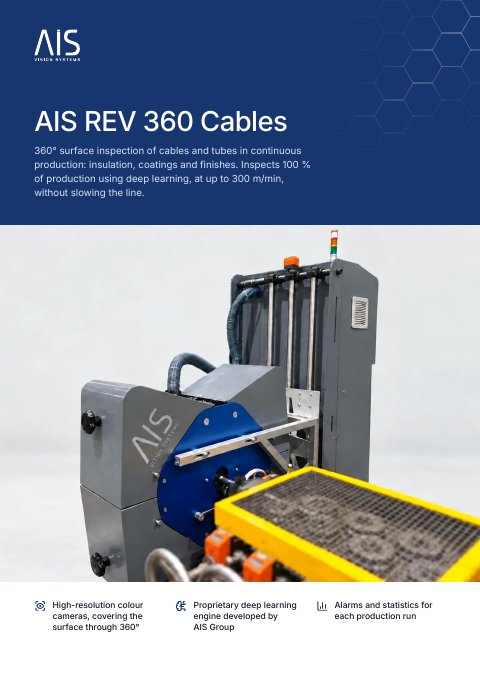 AIS
VISION SYSTEMS
AIS REV 360 Cables
360° surface inspection of cables and tubes in continuous
production: insulation, coatings and finishes. Inspects 100 %
of production using deep learning, at up to 300 m/min,
without slowing the line.
AIS
VISION SYSTEMS
High-resolution colour
cameras, covering the
surface through 360°
Proprietary deep learning
engine developed by
AIS Group
Alarms and statistics for
each production run